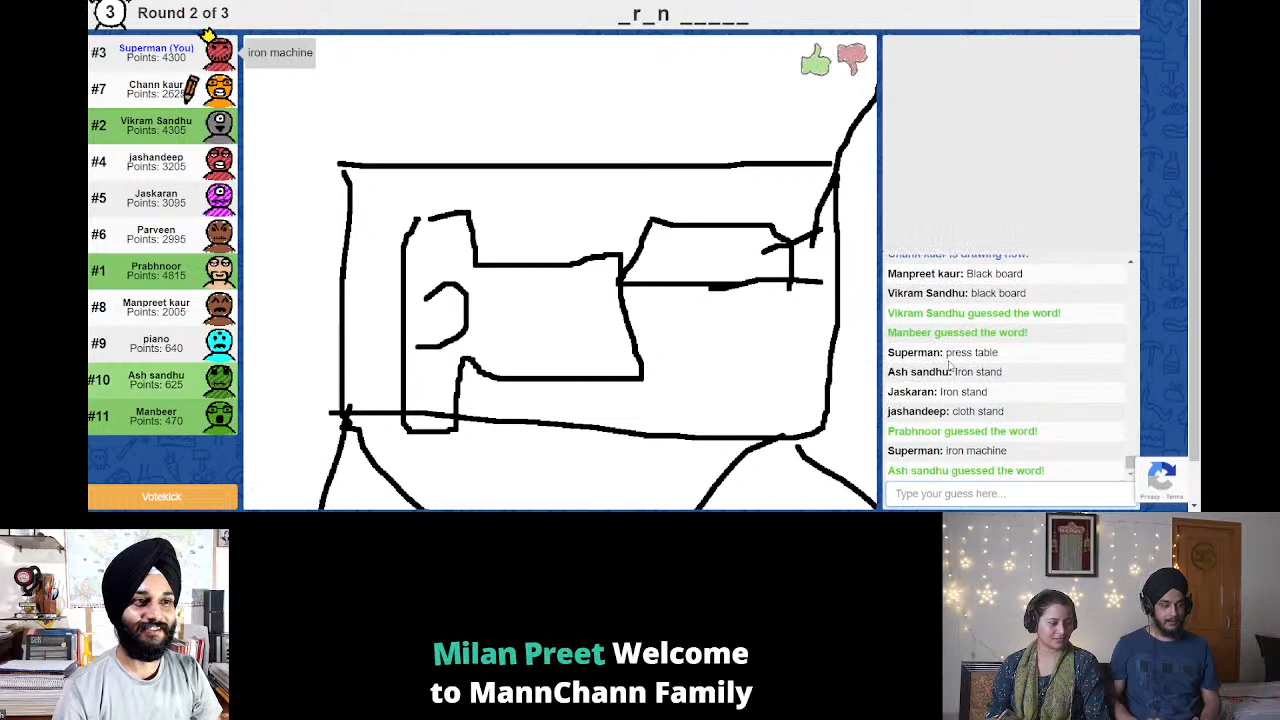 3
Round 2 of 3
_r_n _____
#3
Superman (You)
Points: 4300
iron machine
#7
Chann kaur
Points: 2625
#2
Vikram Sandhu
Points: 4305
#4
jashandeep
Points: 3205
#5
Jaskaran
Points: 3095
#6
Parveen
Points: 2995
#1
Prabhnoor
Points: 4815
#8
Manpreet kaur
Points: 2005
#9
piano
Points: 640
#10
Ash sandhu
Points: 625
#11
Manbeer
Points: 470
Votekick
Manpreet kaur: Black board
Vikram Sandhu: black board
Vikram Sandhu guessed the word!
Manbeer guessed the word!
Superman: press table
Ash sandhu: Iron stand
Jaskaran: Iron stand
jashandeep: cloth stand
Prabhnoor guessed the word!
Superman: iron machine
Ash sandhu guessed the word!
Type your guess here...
Privacy - Terms
Milan Preet Welcome
to MannChann Family